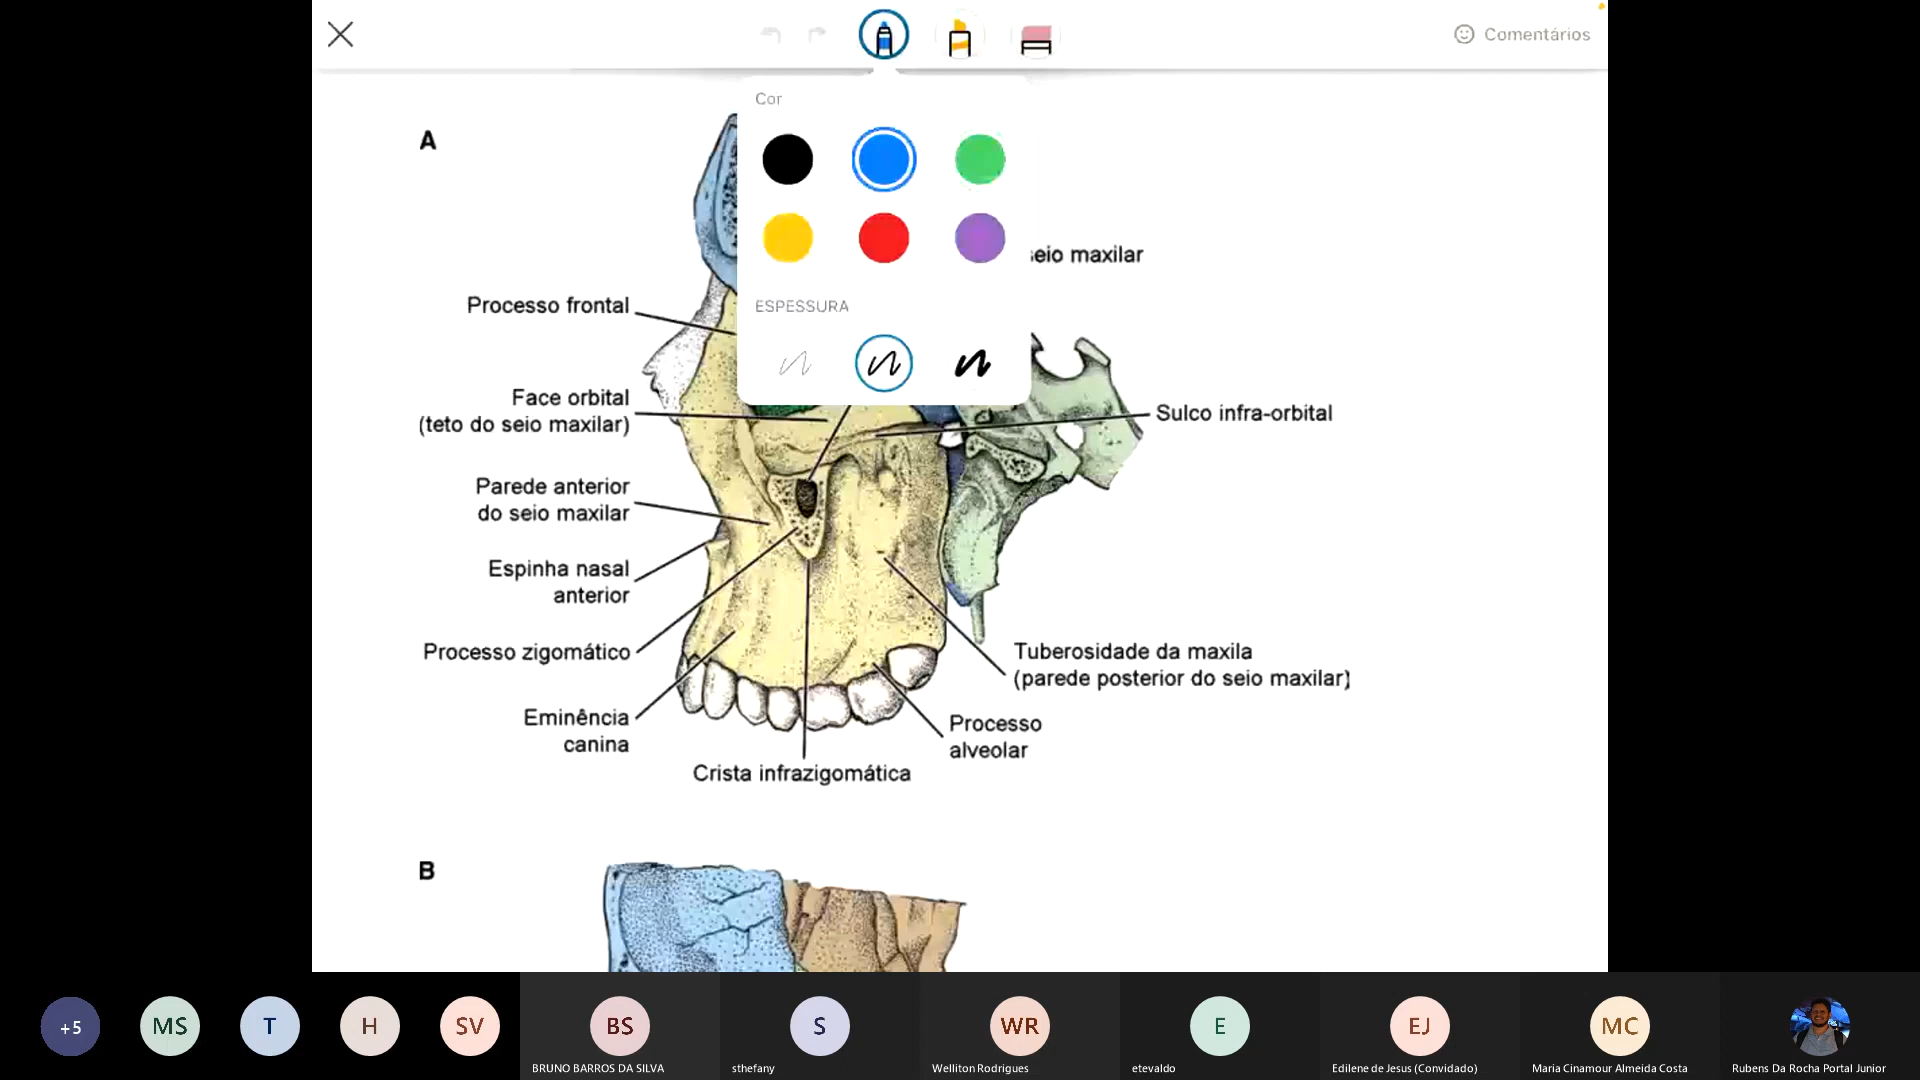 Comentários
Cor
A
seio maxilar
Processo frontal
ESPESSURA
Face orbital
(teto do seio maxilar)
Sulco infra-orbital
Parede anterior
do seio maxilar
Espinha nasal
anterior
Processo zigomático
Tuberosidade da maxila
(parede posterior do seio maxilar)
Eminência
canina
Processo
alveolar
Crista infrazigomática
B
+5
MS
T
H
SV
BS
S
WR
E
EJ
MC
BRUNO BARROS DA SILVA
sthefany
Welliton Rodrigues
etevaldo
Edilene de Jesus (Convidado)
Maria Cinamour Almeida Costa
Rubens Da Rocha Portal Junior